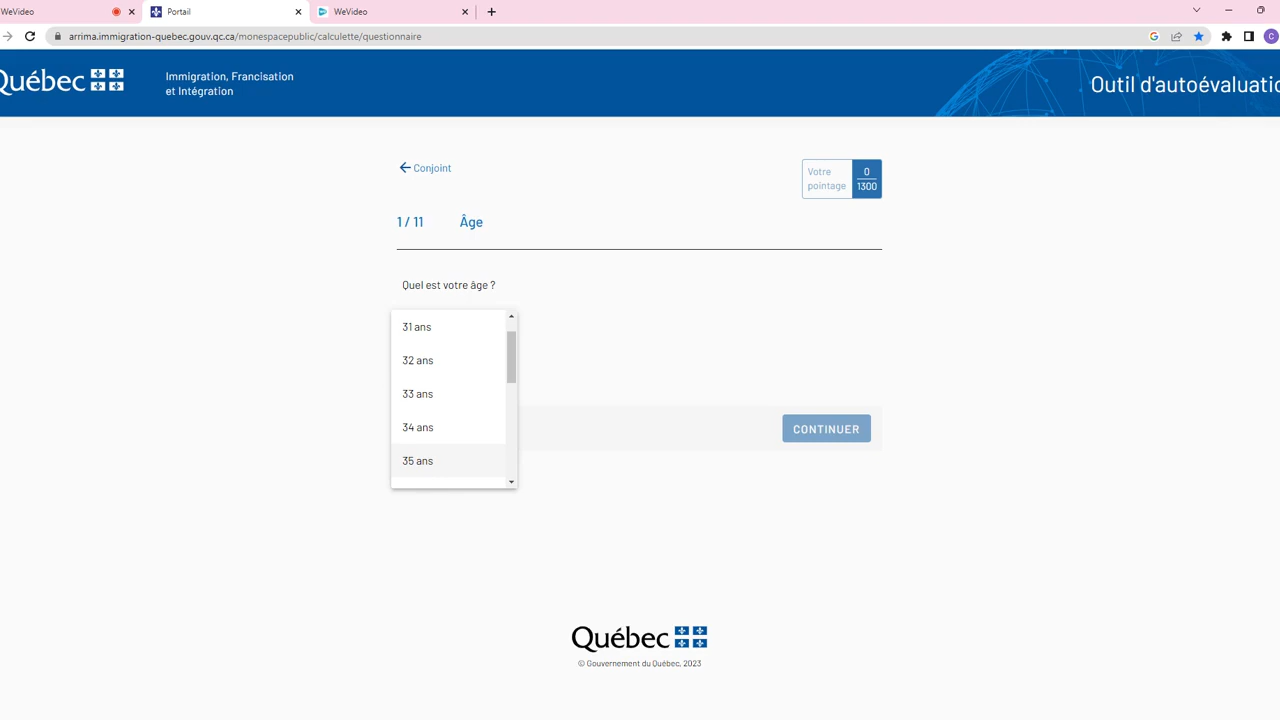 WeVideo
Portail
WeVideo
arrima.immigration-quebec.gouv.qc.ca/monespacepublic/calculette/questionnaire
G
C
Québec
Immigration, Francisation
et Intégration
Outil d'autoévaluatio
Conjoint
Votre
pointage
0
1300
1 / 11 Âge
Quel est votre âge ?
31 ans
32 ans
33 ans
34 ans
35 ans
CONTINUER
Québec
© Gouvernement du Québec, 2023